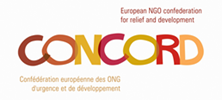 European NGO confederation
for relief and development
CONCORD
Confédération européenne des ONG
d'urgence et de développement